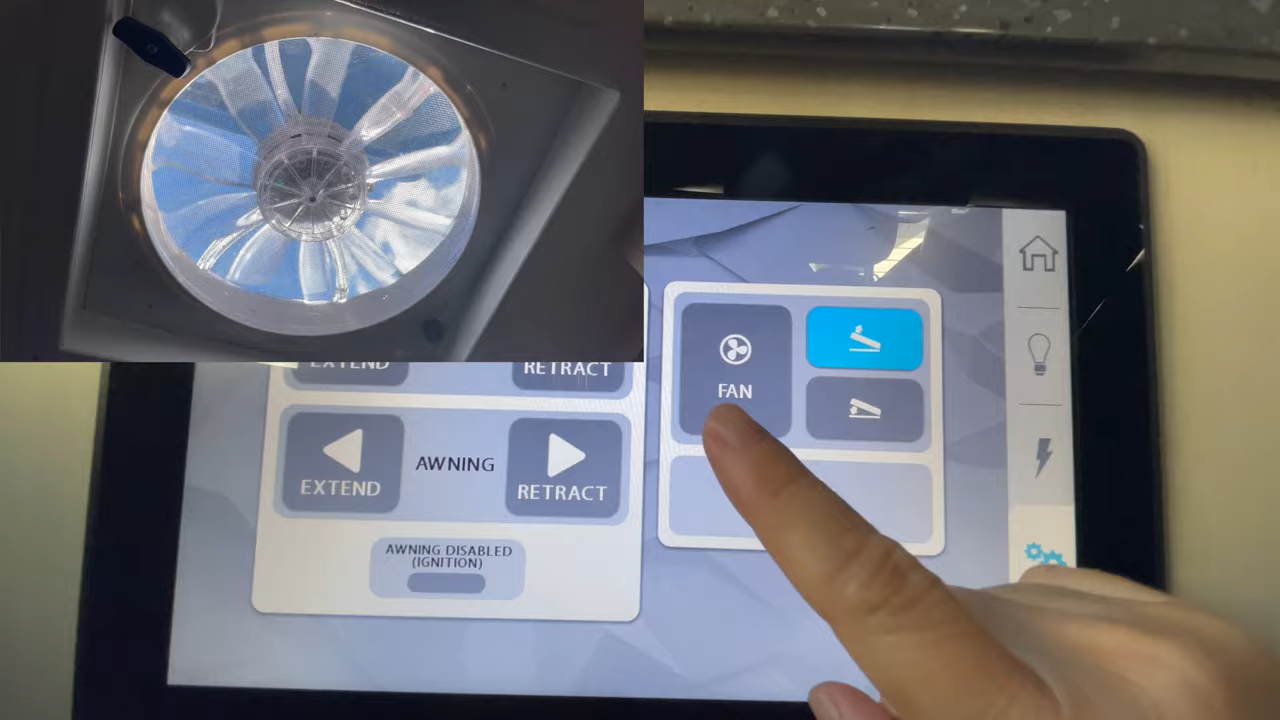 EXTEND
RETRACT
EXTEND
AWNING
RETRACT
AWNING DISABLED
(IGNITION)
FAN